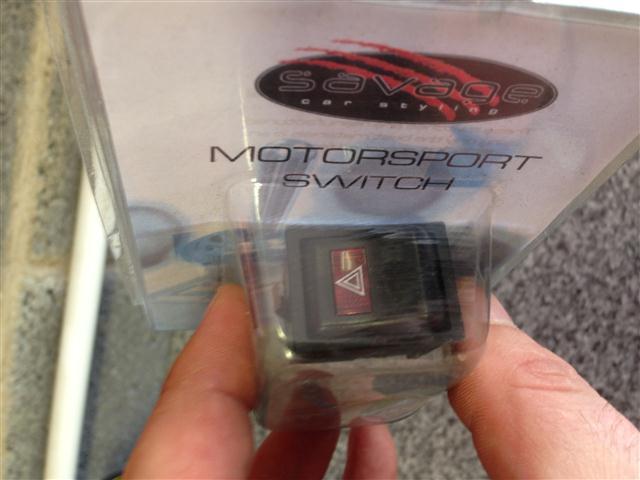 Savage
car styling
MOTORSPORT
SWITCH